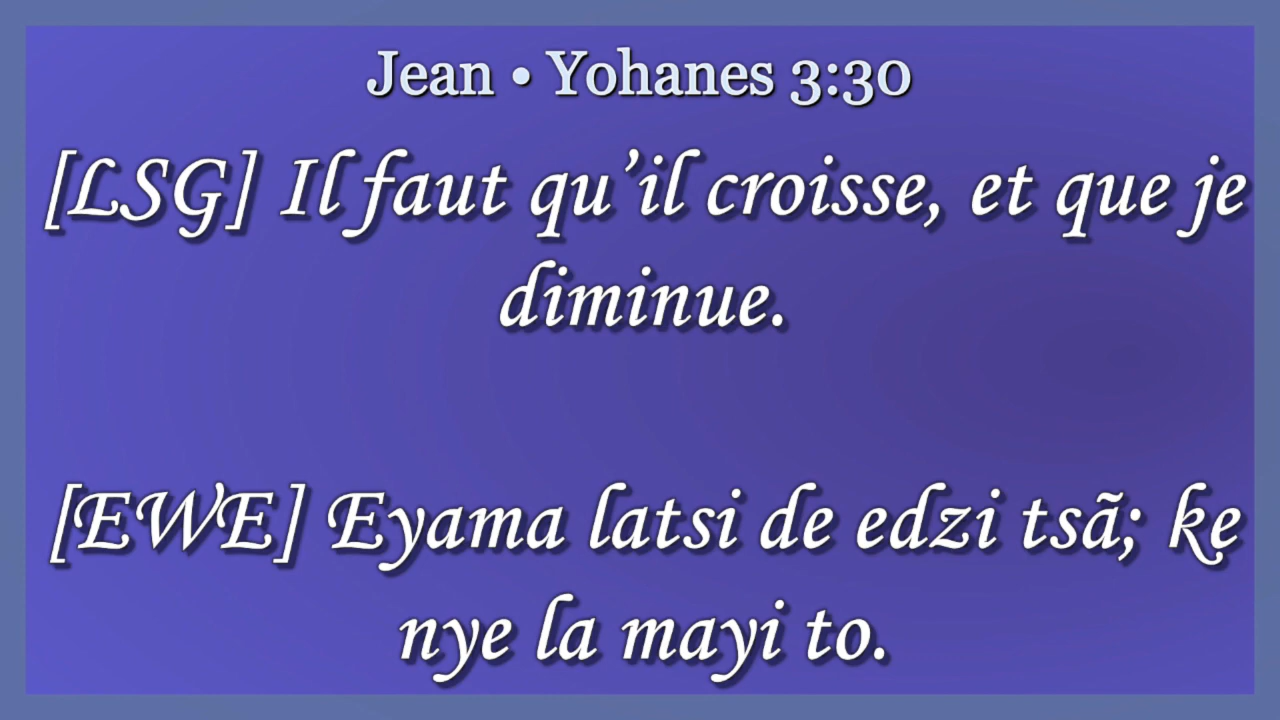 Jean • Yohanes 3:30
[LSG] Il faut qu’il croisse, et que je
diminue.
[EWE] Eyama latsi de edzi tsã; kẹ
nye la mayi to.